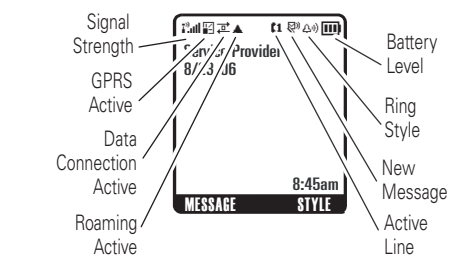 Signal
Strength
GPRS
Active
Data
Connection
Active
Roaming
Active
1
Service Provider
8/23/06
8:45am
MESSAGE STYLE
Battery
Level
Ring
Style
New
Message
Active
Line